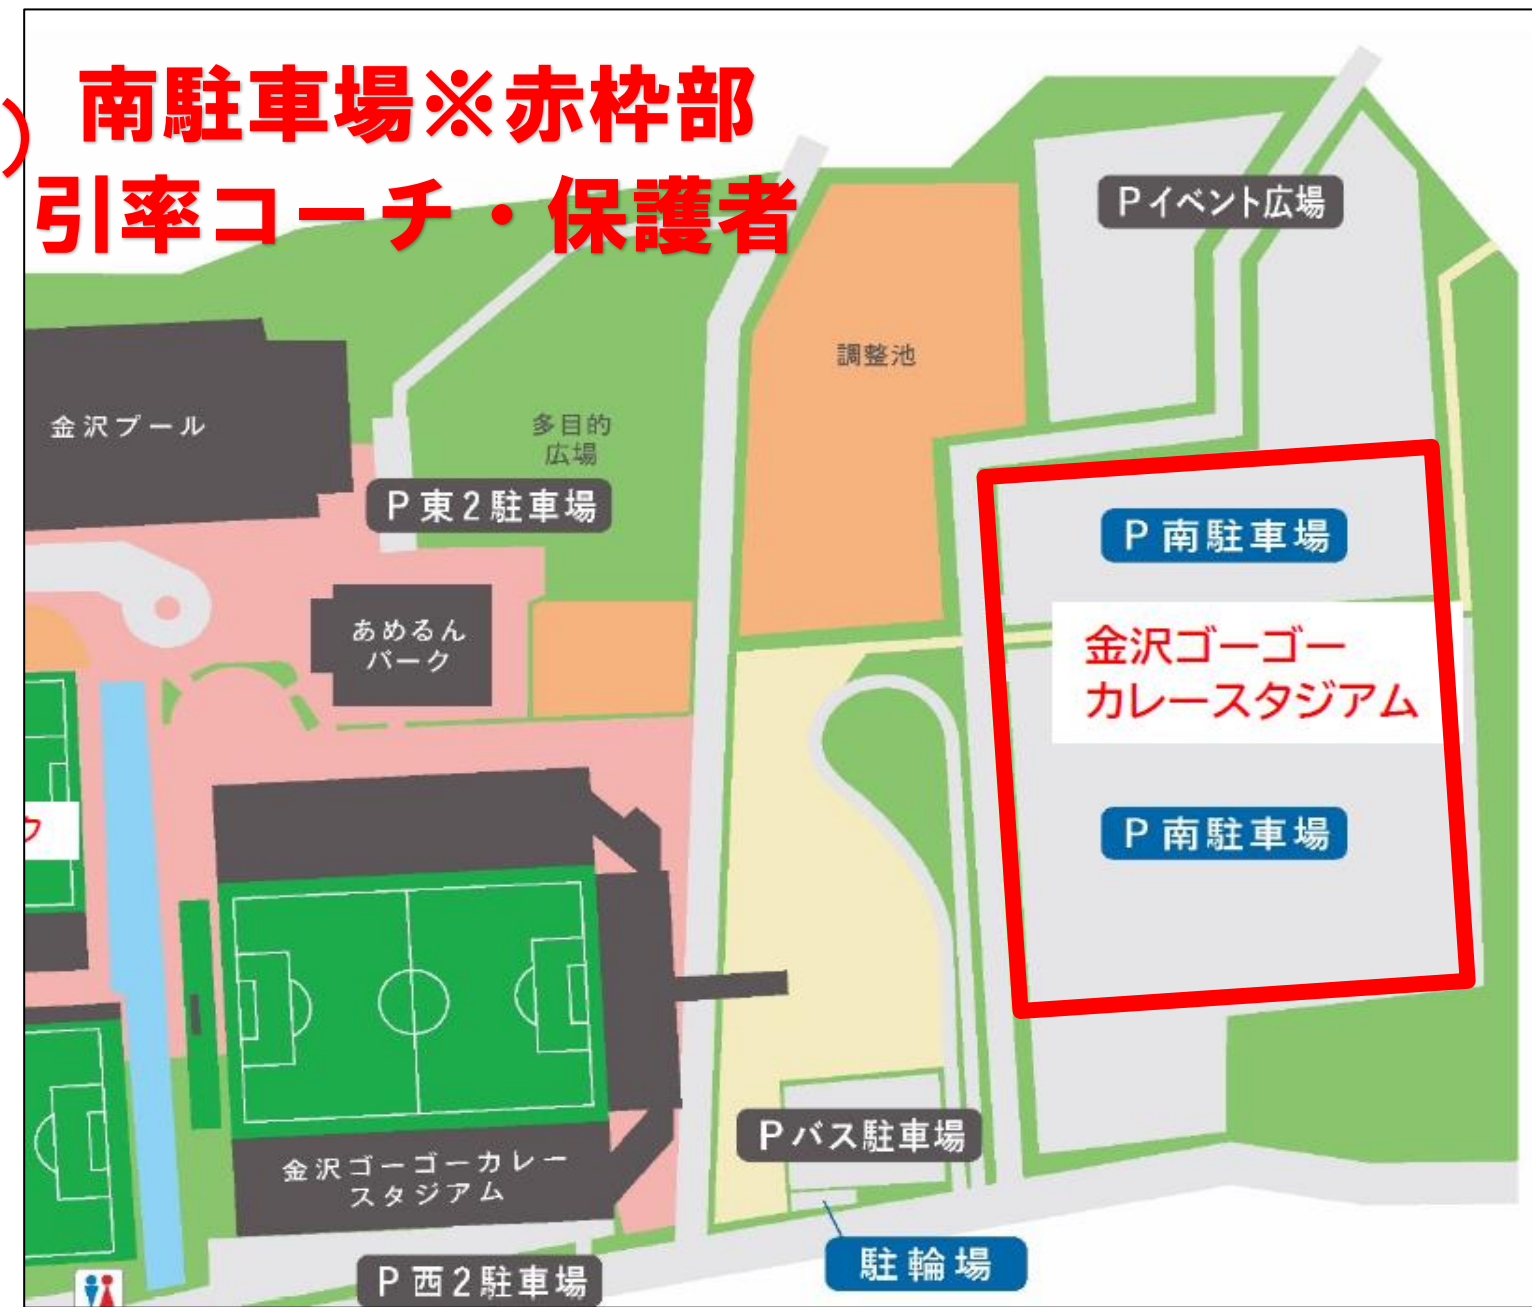 南駐車場※赤枠部
)
引率コーチ・保護者
Pイベント広場
調整池
金沢プール
多目的
広場
P東2駐車場
P南駐車場
あめるん
パーク
金沢ゴーゴー
カレースタジアム
P南駐車場
ク
Pバス駐車場
金沢ゴーゴーカレー
スタジアム
駐輪場
P西2駐車場